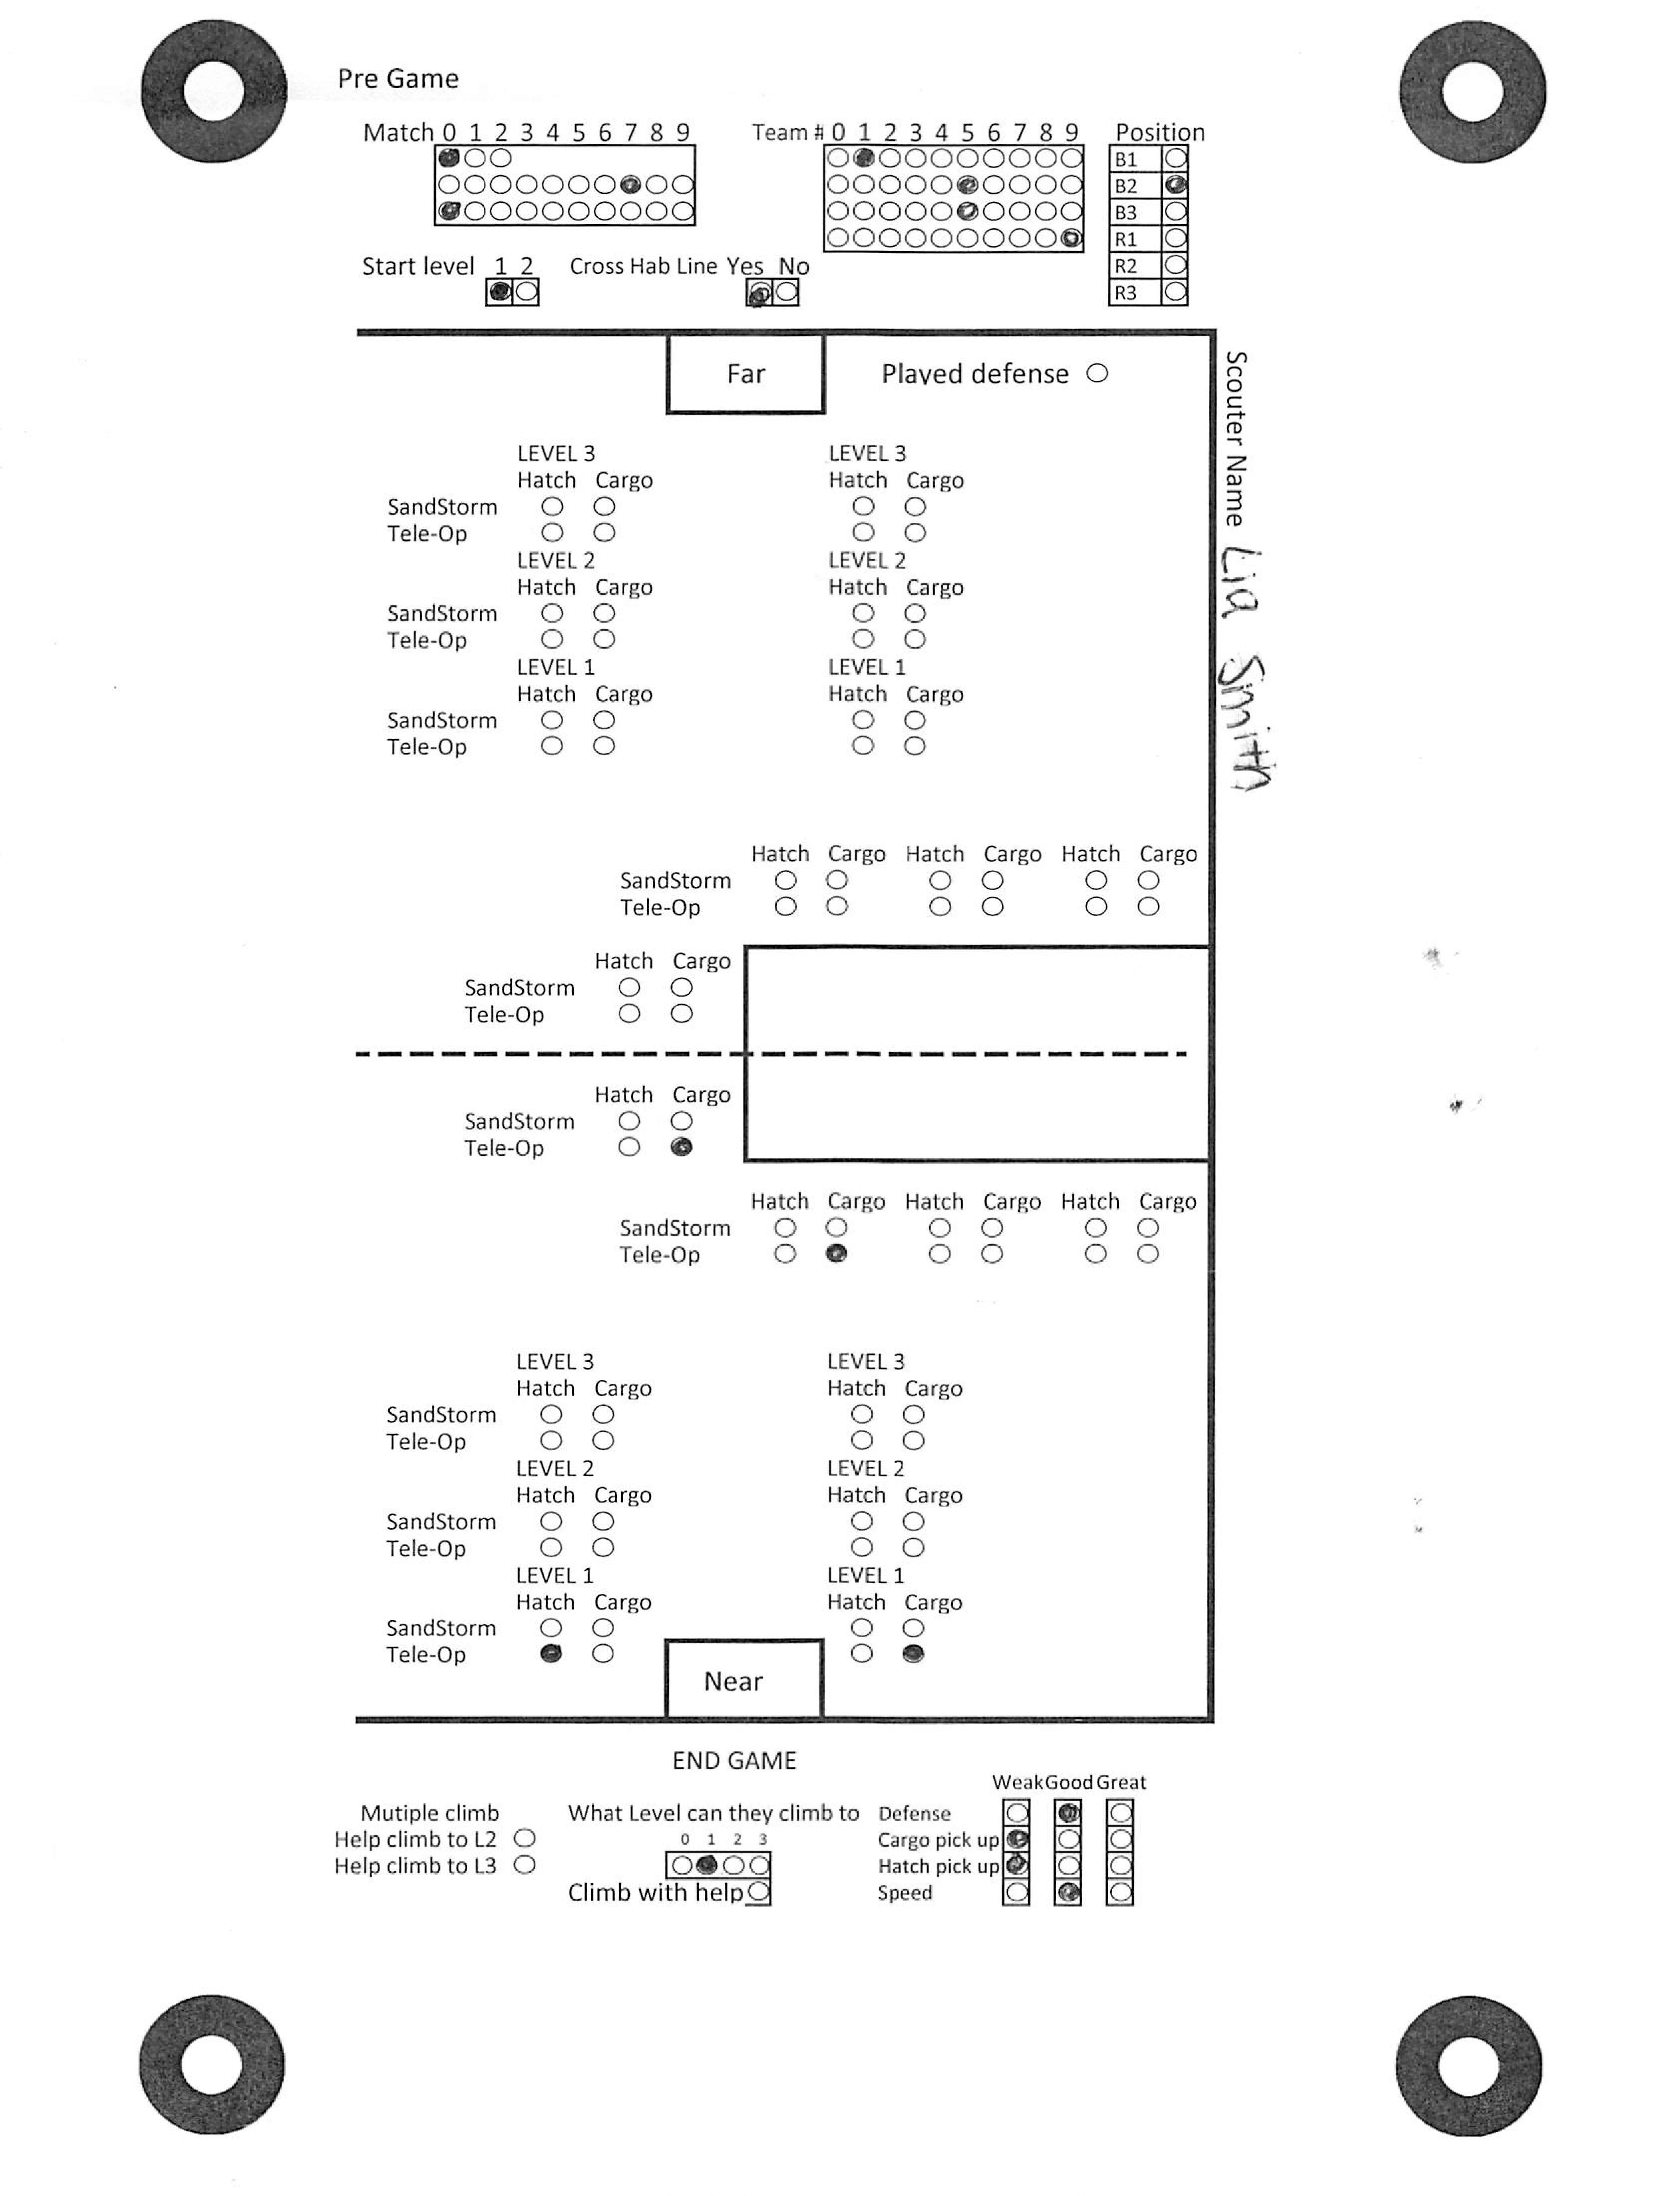 Pre Game
Match 0 1 2 3 4 5 6 7 8 9
Team # 0 1 2 3 4 5 6 7 8 9
Position
B1
B2
B3
R1
R2
R3
Start level 1 2
Cross Hab Line Yes No
Far
Played defense
Scouter Name Lia Smith
LEVEL 3 LEVEL 3
Hatch Cargo Hatch Cargo
SandStorm
Tele-Op
LEVEL 2 LEVEL 2
Hatch Cargo Hatch Cargo
SandStorm
Tele-Op
LEVEL 1 LEVEL 1
Hatch Cargo Hatch Cargo
SandStorm
Tele-Op
Hatch Cargo Hatch Cargo Hatch Cargo
SandStorm
Tele-Op
Hatch Cargo
SandStorm
Tele-Op
Hatch Cargo
SandStorm
Tele-Op
Hatch Cargo Hatch Cargo Hatch Cargo
SandStorm
Tele-Op
LEVEL 3 LEVEL 3
Hatch Cargo Hatch Cargo
SandStorm
Tele-Op
LEVEL 2 LEVEL 2
Hatch Cargo Hatch Cargo
SandStorm
Tele-Op
LEVEL 1 LEVEL 1
Hatch Cargo Hatch Cargo
SandStorm
Tele-Op
Near
END GAME
Mutiple climb
Help climb to L2
Help climb to L3
What Level can they climb to
0 1 2 3
Climb with help
Weak Good Great
Defense
Cargo pick up
Hatch pick up
Speed